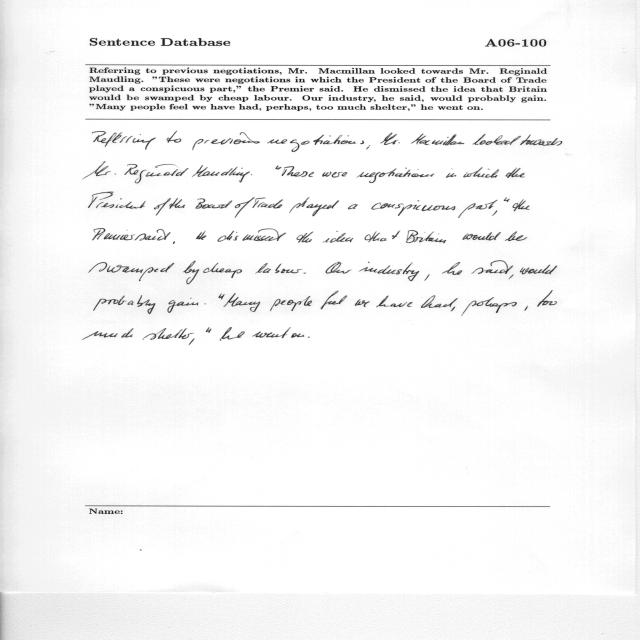 Sentence Database A06-100
Referring to previous negotiations, Mr. Macmillan looked towards Mr. Reginald
Maudling. "These were negotiations in which the President of the Board of Trade
played a conspicuous part," the Premier said. He dismissed the idea that Britain
would be swamped by cheap labour. Our industry, he said, would probably gain.
"Many people feel we have had, perhaps, too much shelter," he went on.
Referring to previous negotiations, Mr. Macmillan looked towards
Mr. Reginald Maudling. "These were negotiations in which the
President of the Board of Trade played a conspicuous part," the
Premier said. He dismissed the idea that Britain would be
swamped by cheap labour. Our industry, he said, would
probably gain. "Many people feel we have had, perhaps, too
much shelter," he went on.
Name: